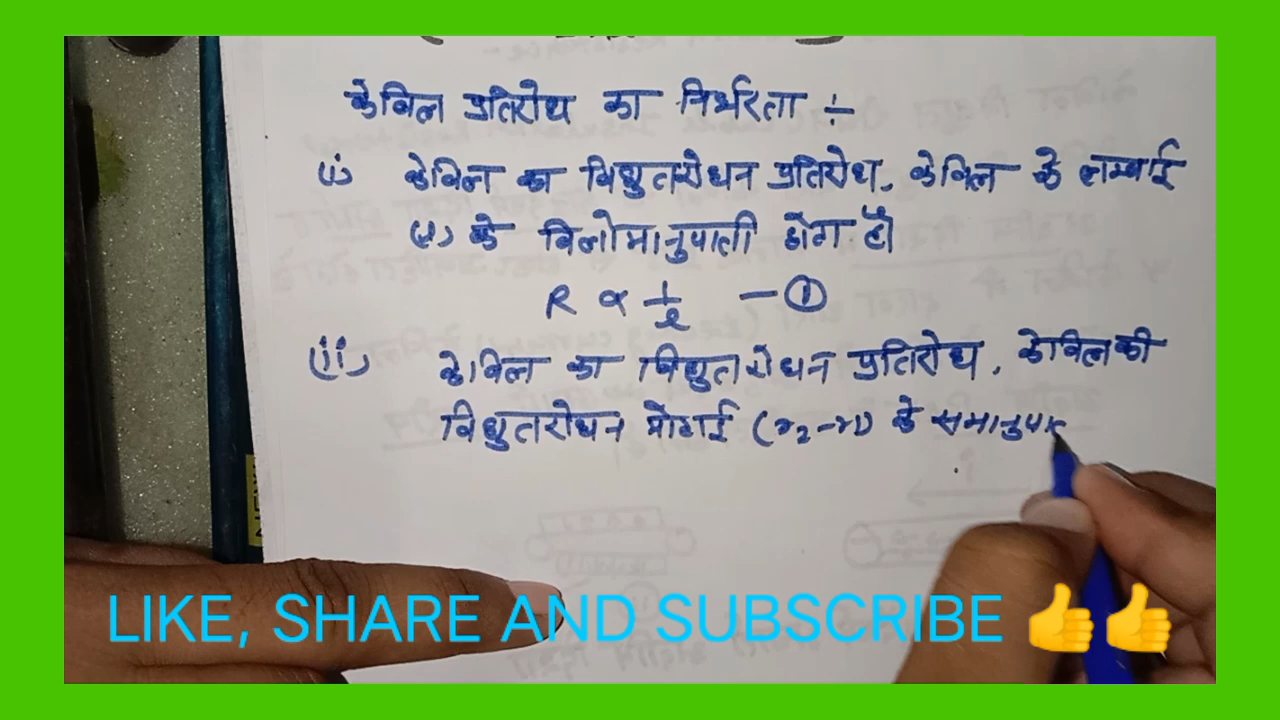 केविल प्रतिरोध का निर्भरता ÷
(i) केविल का विधुतरोधन प्रतिरोध, केविल के लम्बाई
(l) के विलोमानुपाती होता है।
R ∝ 1/l — ①
(ii) केविल का विधुतरोधन प्रतिरोध, केविल की
विधुतरोधन मोटाई (r₂-r₁) के समानुपा
LIKE, SHARE AND SUBSCRIBE 👍👍